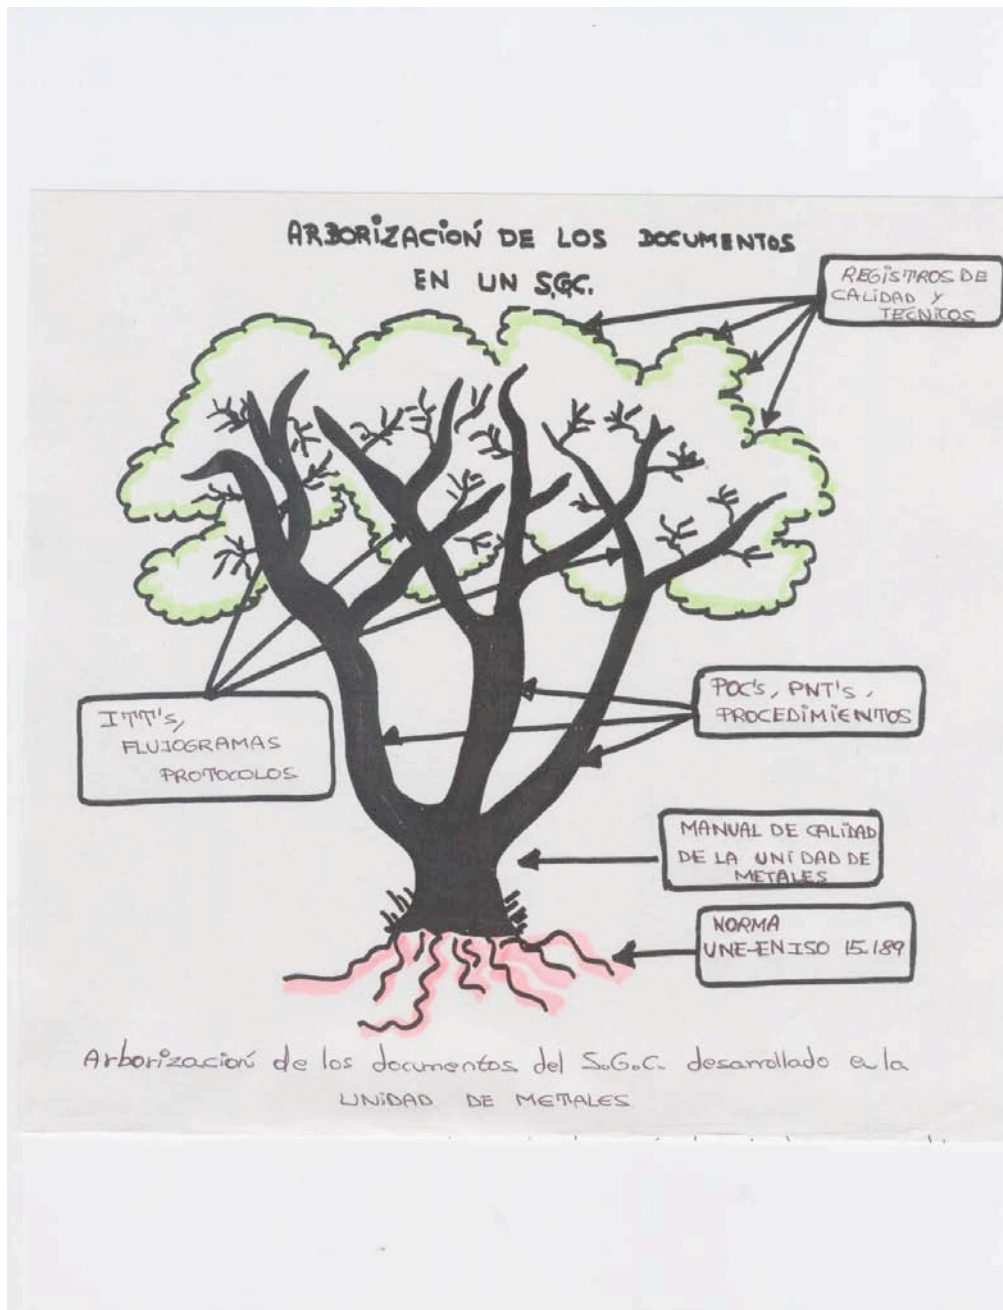 ARBORIZACIÓN DE LOS DOCUMENTOS
EN UN S.G.C.
REGISTROS DE
CALIDAD Y
TECNICOS
ITT's,
FLUJOGRAMAS
PROTOCOLOS
POC's, PNT's,
PROCEDIMIENTOS
MANUAL DE CALIDAD
DE LA UNIDAD DE
METALES
NORMA
UNE-EN ISO 15.189
Arborización de los documentos del S.G.C. desarrollado en la
UNIDAD DE METALES